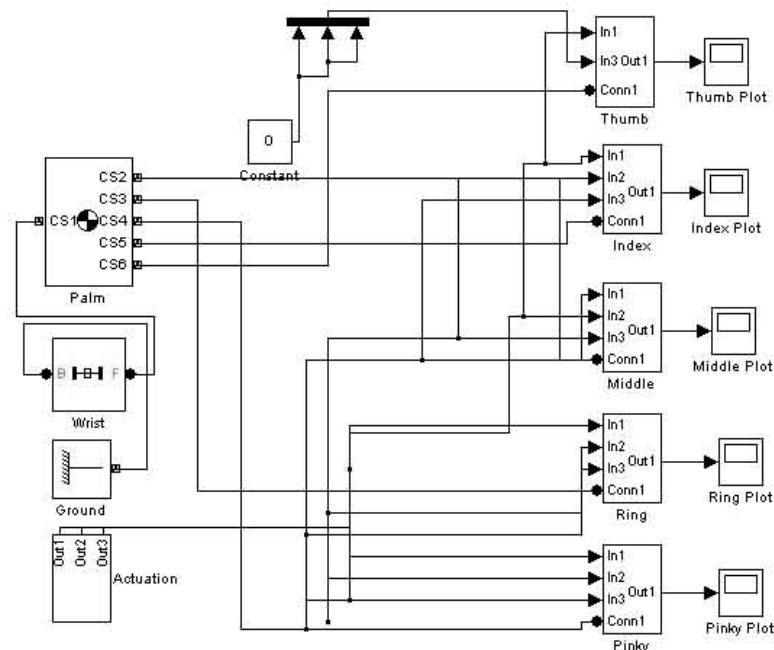 In1
In3 Out1
Conn1
Thumb
Thumb Plot
0
Constant
In1
In2
Out1
In3
Conn1
Index
Index Plot
CS2
CS3
CS1
CS4
CS5
CS6
Palm
In1
In2
Out1
In3
Conn1
Middle
Middle Plot
B
F
Wrist
In1
In2
Out1
In3
Conn1
Ring
Ring Plot
Ground
Out1
Out2
Out3
Actuation
In1
In2
Out1
In3
Conn1
Pinky
Pinky Plot